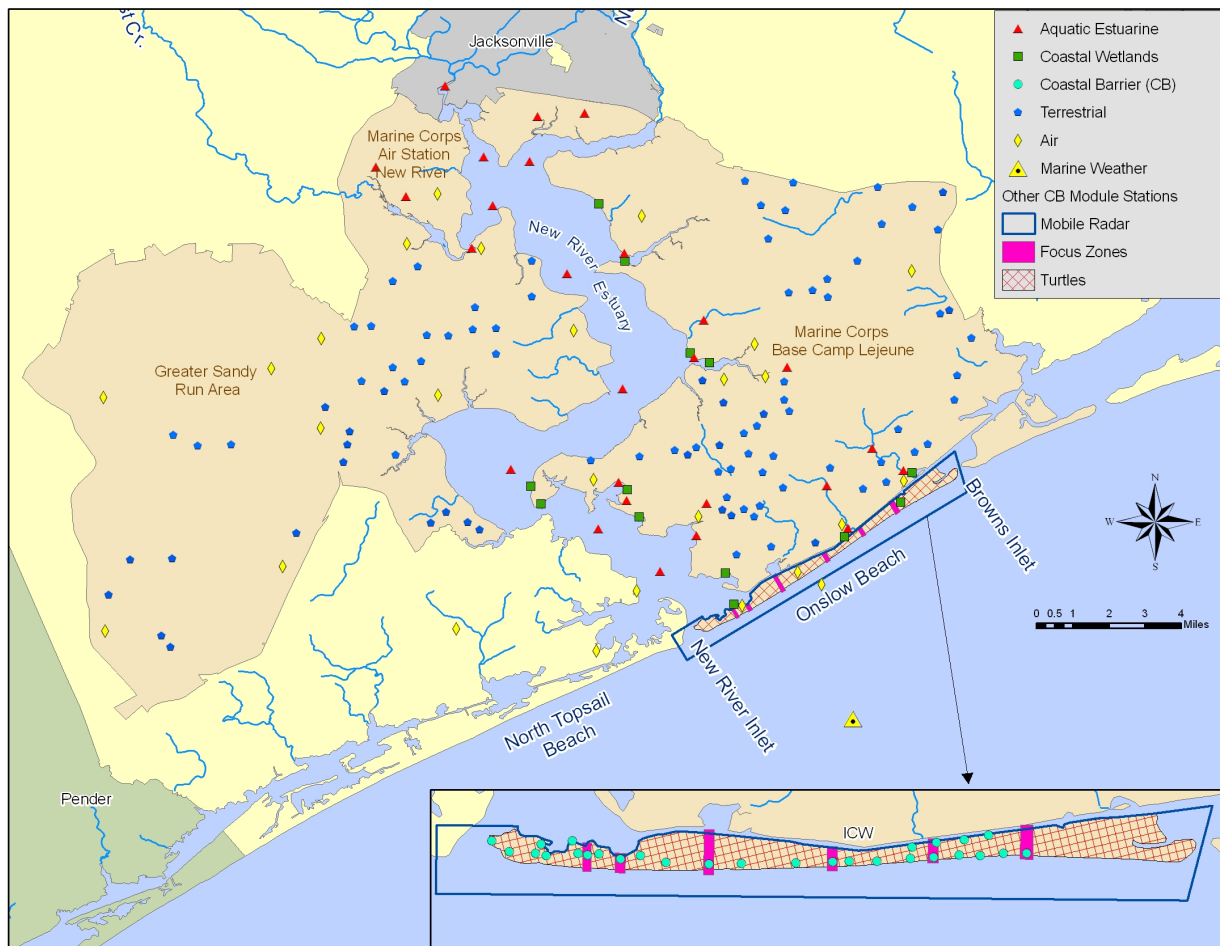 st Cr.
Jacksonville
Marine Corps
Air Station
New River
New River
Estuary
Greater Sandy
Run Area
Marine Corps
Base Camp Lejeune
Aquatic Estuarine
Coastal Wetlands
Coastal Barrier (CB)
Terrestrial
Air
Marine Weather
Other CB Module Stations
Mobile Radar
Focus Zones
Turtles
Browns Inlet
Onslow Beach
New River Inlet
North Topsail
Beach
Pender
N
W E
S
0 0.5 1 2 3 4
Miles
ICW